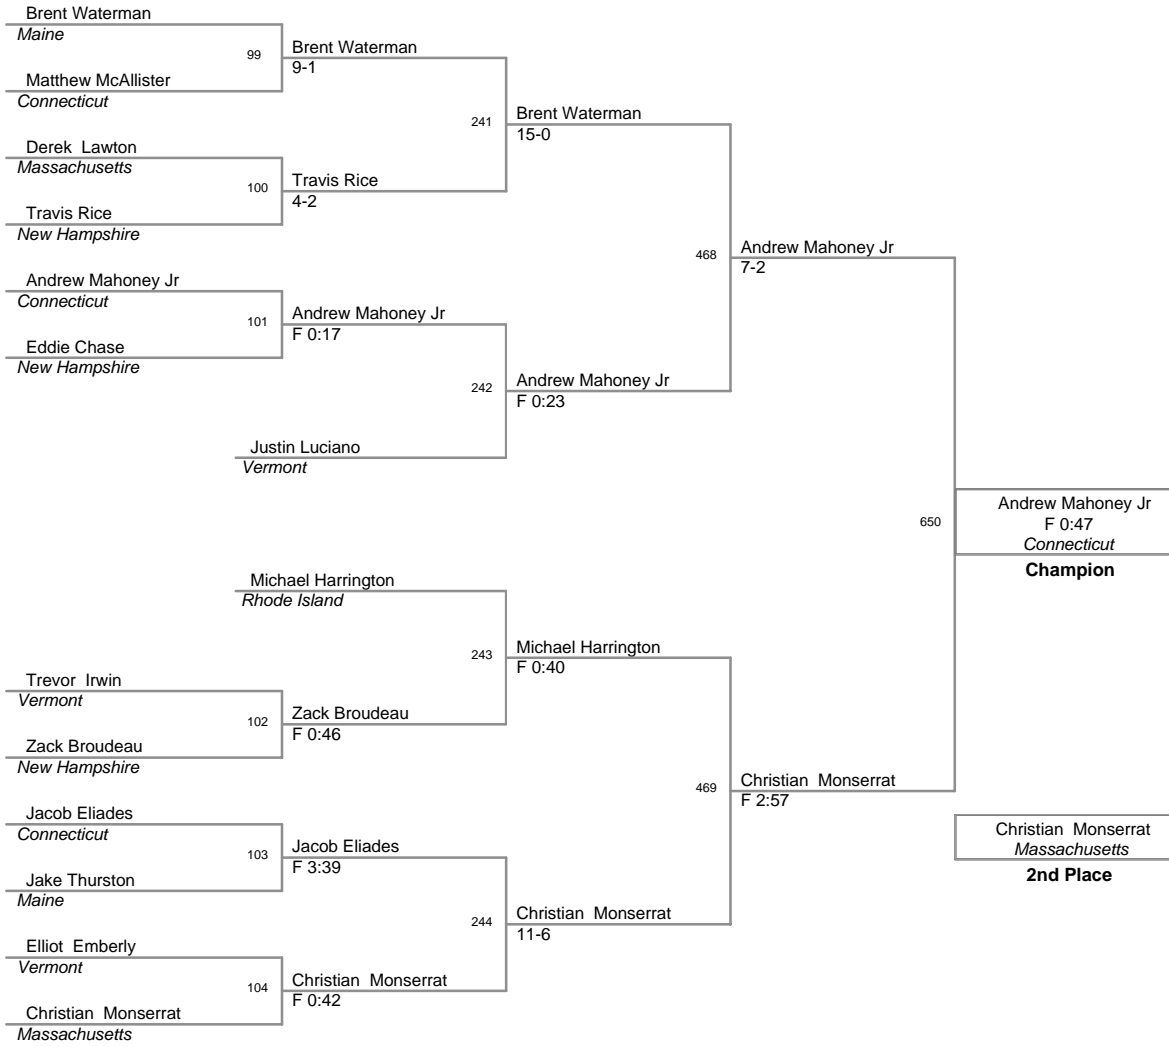 Brent Waterman
Maine
99
Brent Waterman
9-1
Matthew McAllister
Connecticut
241
Brent Waterman
15-0
Derek Lawton
Massachusetts
100
Travis Rice
4-2
Travis Rice
New Hampshire
468
Andrew Mahoney Jr
7-2
Andrew Mahoney Jr
Connecticut
101
Andrew Mahoney Jr
F 0:17
Eddie Chase
New Hampshire
242
Andrew Mahoney Jr
F 0:23
Justin Luciano
Vermont
650
Andrew Mahoney Jr
F 0:47
Connecticut
Champion
Michael Harrington
Rhode Island
243
Michael Harrington
F 0:40
Trevor Irwin
Vermont
102
Zack Broudeau
F 0:46
Zack Broudeau
New Hampshire
469
Christian Monserrat
F 2:57
Jacob Eliades
Connecticut
103
Jacob Eliades
F 3:39
Jake Thurston
Maine
Christian Monserrat
Massachusetts
2nd Place
244
Christian Monserrat
11-6
Elliot Emberly
Vermont
104
Christian Monserrat
F 0:42
Christian Monserrat
Massachusetts